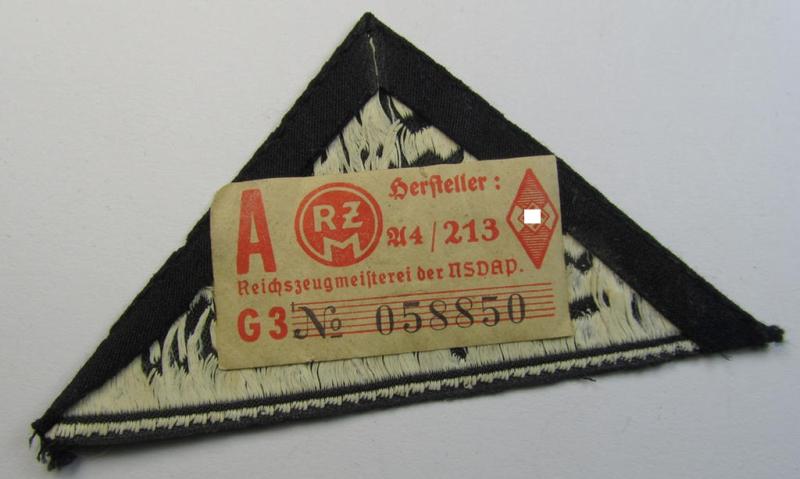 A
RZM
Hersteller:
A4/213
Reichszeugmeisterei der NSDAP.
G3 No 058850